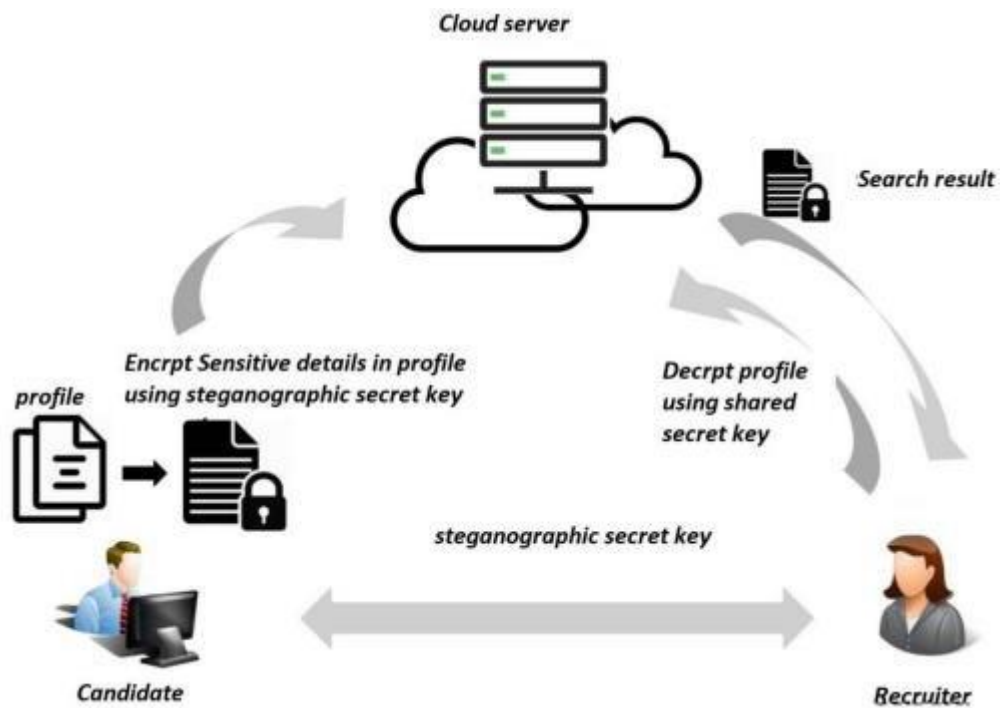 Cloud server
Search result
Encrpt Sensitive details in profile
using steganographic secret key
profile
Decrpt profile
using shared
secret key
steganographic secret key
Candidate
Recruiter